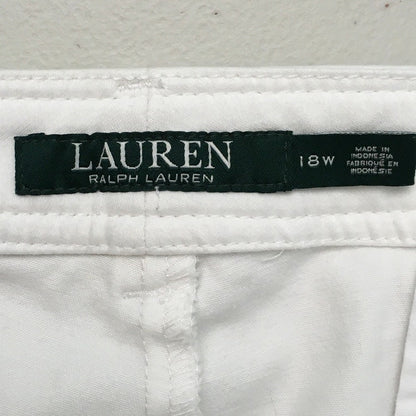 LAUREN
RALPH LAUREN
18W
MADE IN
INDONESIA
FABRIQUÉ EN
INDONÉSIE